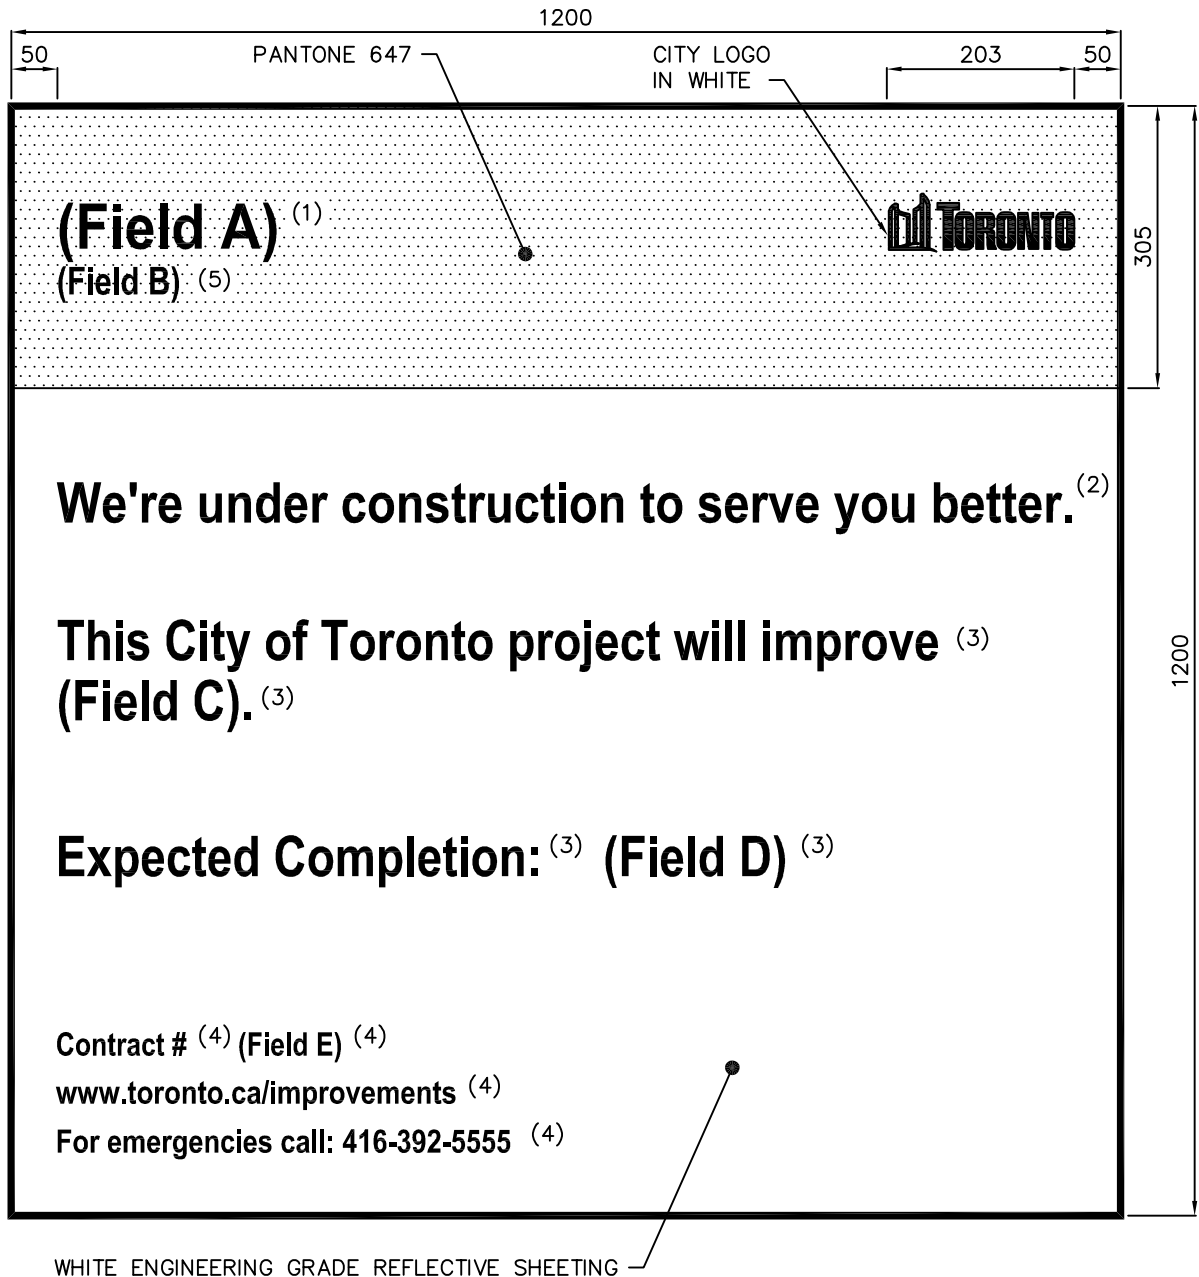 1200
50 PANTONE 647 CITY LOGO 203 50
IN WHITE
(Field A) (1)
TORONTO
(Field B) (5)
305
We're under construction to serve you better. (2)
This City of Toronto project will improve (3)
(Field C). (3)
1200
Expected Completion: (3) (Field D) (3)
Contract # (4) (Field E) (4)
www.toronto.ca/improvements (4)
For emergencies call: 416-392-5555 (4)
WHITE ENGINEERING GRADE REFLECTIVE SHEETING